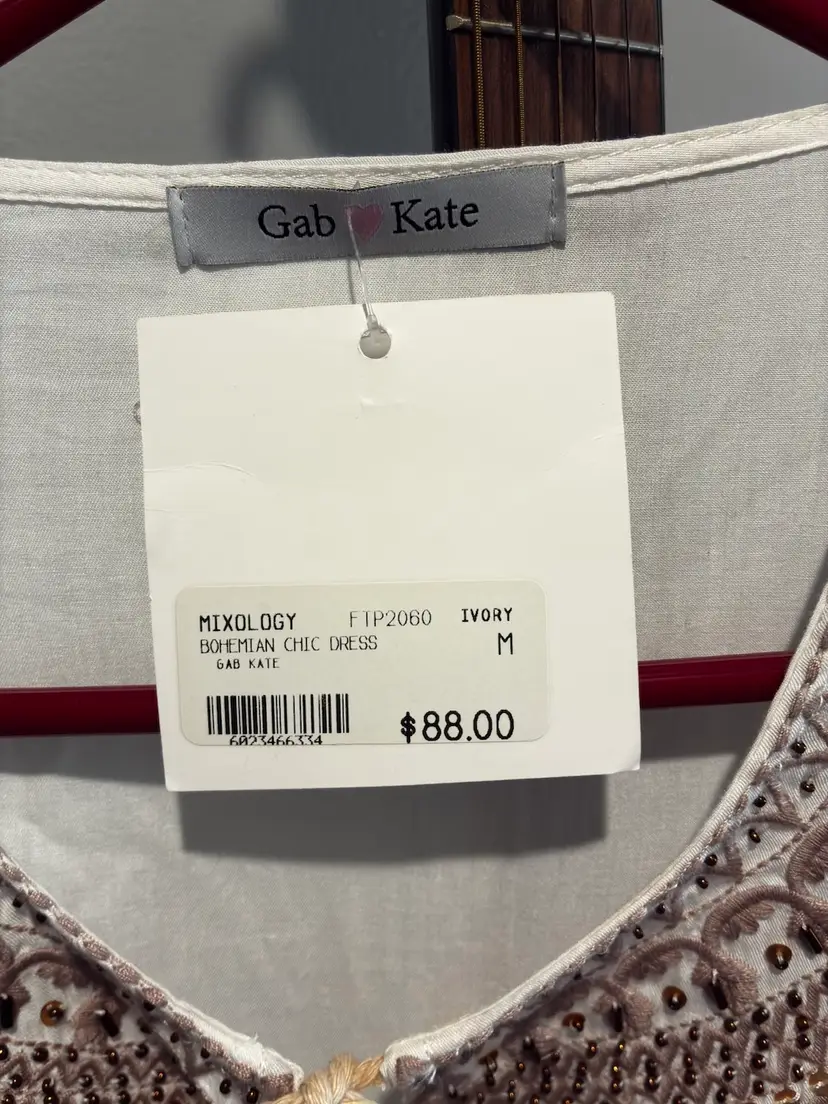 Gab Kate
MIXOLOGY FTP2060 IVORY
BOHEMIAN CHIC DRESS M
GAB KATE
6023466334 $88.00